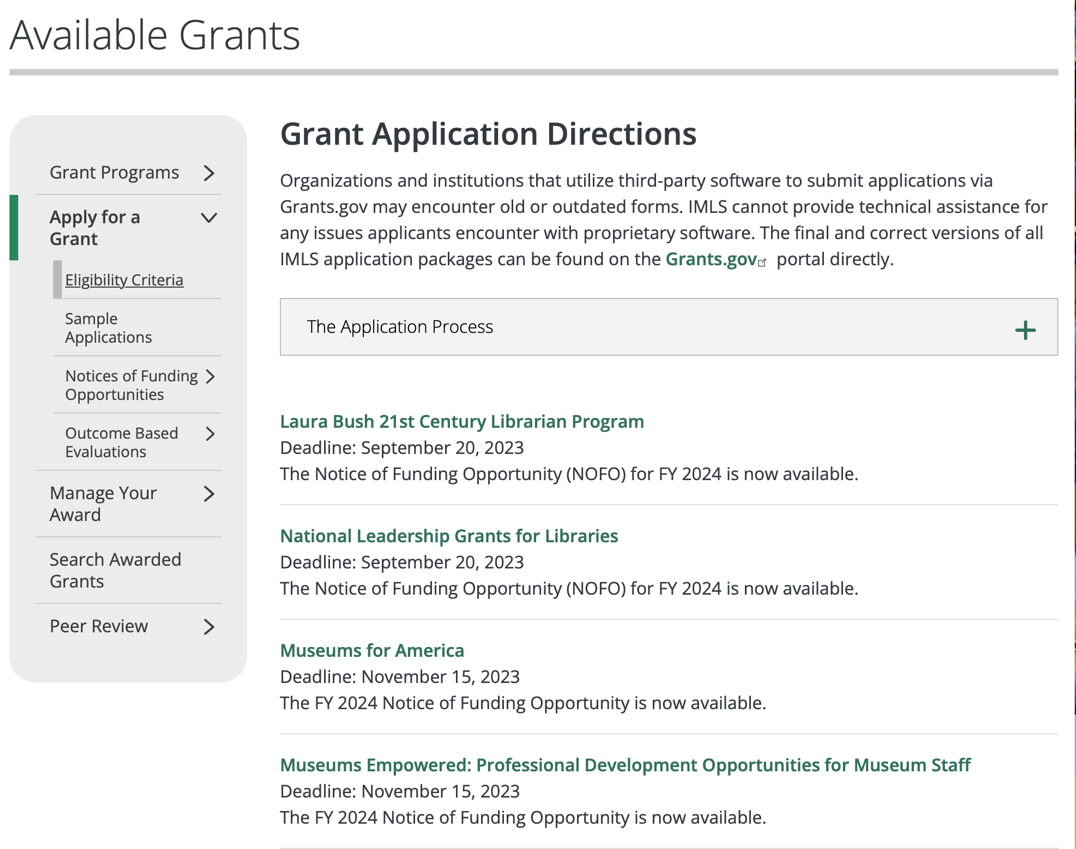 Available Grants
Grant Programs
Apply for a
Grant
Eligibility Criteria
Sample
Applications
Notices of Funding
Opportunities
Outcome Based
Evaluations
Manage Your
Award
Search Awarded
Grants
Peer Review
Grant Application Directions
Organizations and institutions that utilize third-party software to submit applications via
Grants.gov may encounter old or outdated forms. IMLS cannot provide technical assistance for
any issues applicants encounter with proprietary software. The final and correct versions of all
IMLS application packages can be found on the Grants.gov portal directly.
The Application Process
Laura Bush 21st Century Librarian Program
Deadline: September 20, 2023
The Notice of Funding Opportunity (NOFO) for FY 2024 is now available.
National Leadership Grants for Libraries
Deadline: September 20, 2023
The Notice of Funding Opportunity (NOFO) for FY 2024 is now available.
Museums for America
Deadline: November 15, 2023
The FY 2024 Notice of Funding Opportunity is now available.
Museums Empowered: Professional Development Opportunities for Museum Staff
Deadline: November 15, 2023
The FY 2024 Notice of Funding Opportunity is now available.